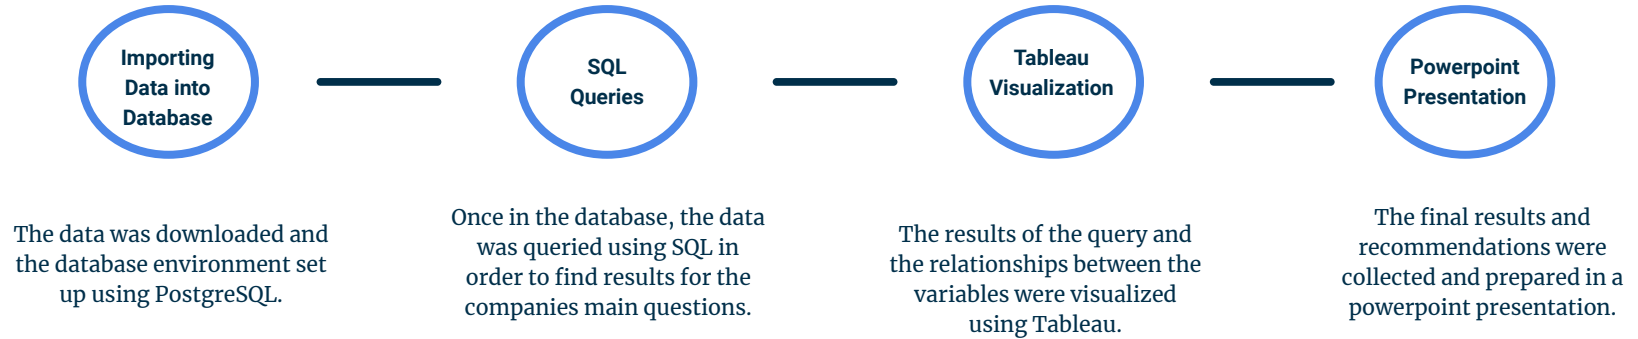 Importing
Data into
Database
SQL
Queries
Tableau
Visualization
Powerpoint
Presentation
The data was downloaded and
the database environment set
up using PostgreSQL.
Once in the database, the data
was queried using SQL in
order to find results for the
companies main questions.
The results of the query and
the relationships between the
variables were visualized
using Tableau.
The final results and
recommendations were
collected and prepared in a
powerpoint presentation.